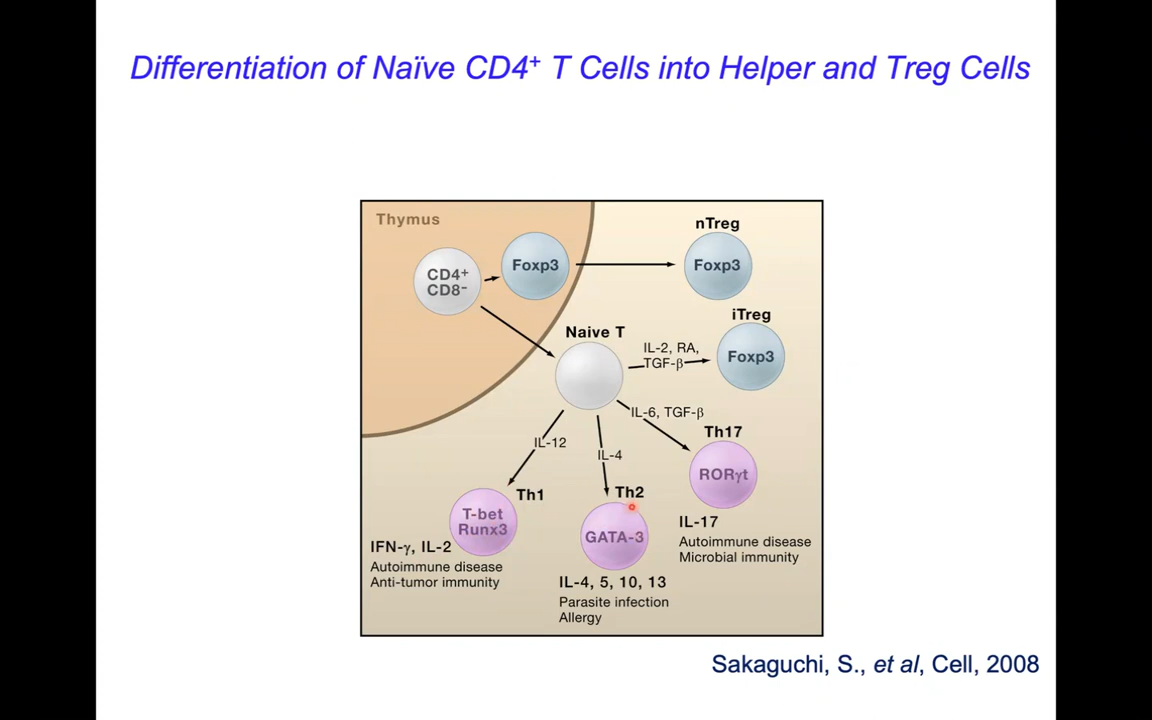 Differentiation of Naïve CD4⁺ T Cells into Helper and Treg Cells
Thymus
CD4⁺
CD8⁻
Foxp3
nTreg
Foxp3
Naive T
IL-2, RA,
TGF-β
iTreg
Foxp3
IL-6, TGF-β
Th17
RORγt
IL-17
Autoimmune disease
Microbial immunity
IL-12
Th1
T-bet
Runx3
IFN-γ, IL-2
Autoimmune disease
Anti-tumor immunity
IL-4
Th2
GATA-3
IL-4, 5, 10, 13
Parasite infection
Allergy
Sakaguchi, S., et al, Cell, 2008